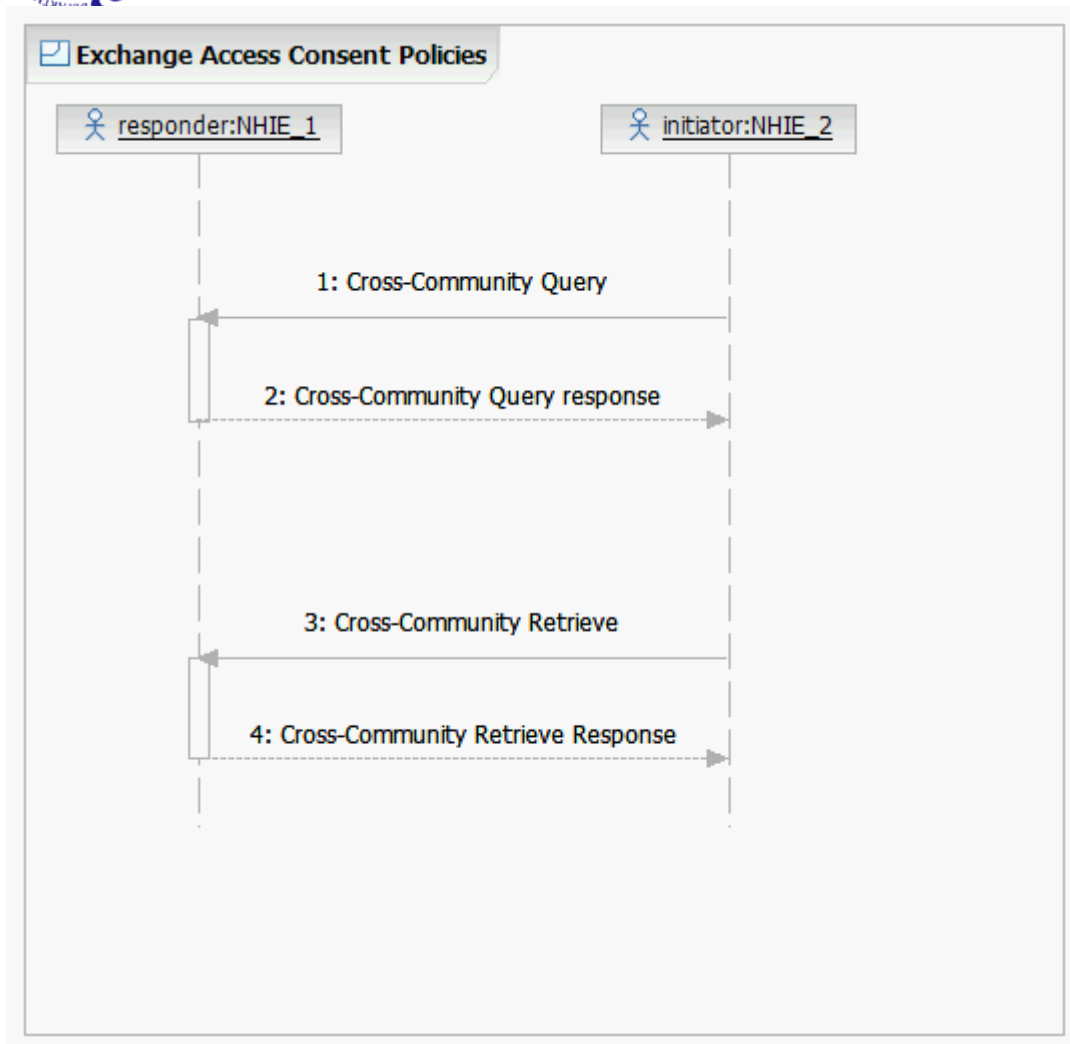 Exchange Access Consent Policies
responder:NHIE_1
initiator:NHIE_2
1: Cross-Community Query
2: Cross-Community Query response
3: Cross-Community Retrieve
4: Cross-Community Retrieve Response